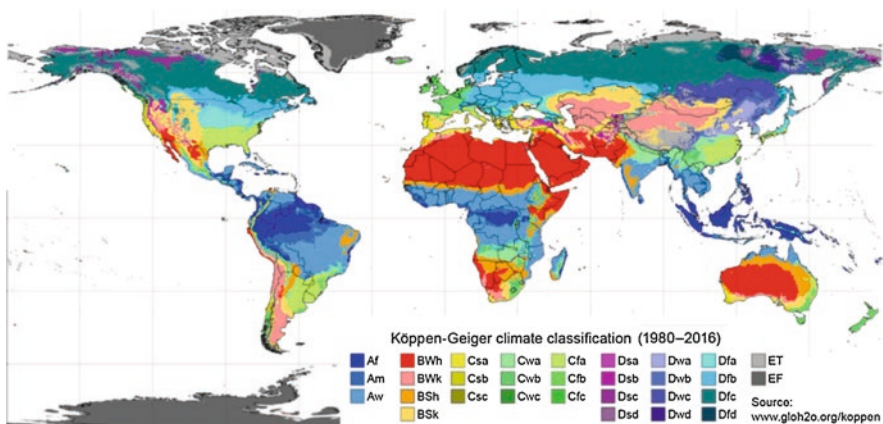 Köppen-Geiger climate classification (1980–2016)
Af BWh Csa Cwa Cfa Dsa Dwa Dfa ET
Am BWk Csb Cwb Cfb Dsb Dwb Dfb EF
Aw BSh Csc Cwc Cfc Dsc Dwc Dfc Source:
BSk Dsd Dwd Dfd www.gloh2o.org/koppen